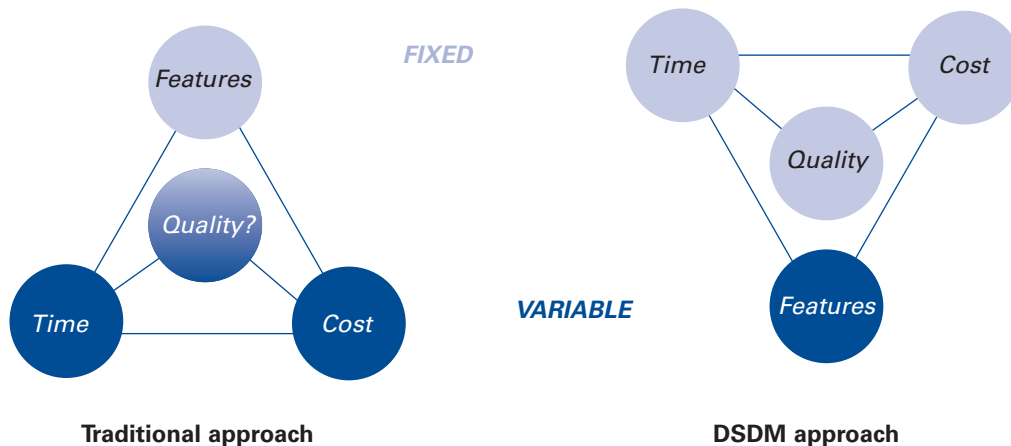 Features
Quality?
Time
Cost
Traditional approach
FIXED
VARIABLE
Time
Cost
Quality
Features
DSDM approach